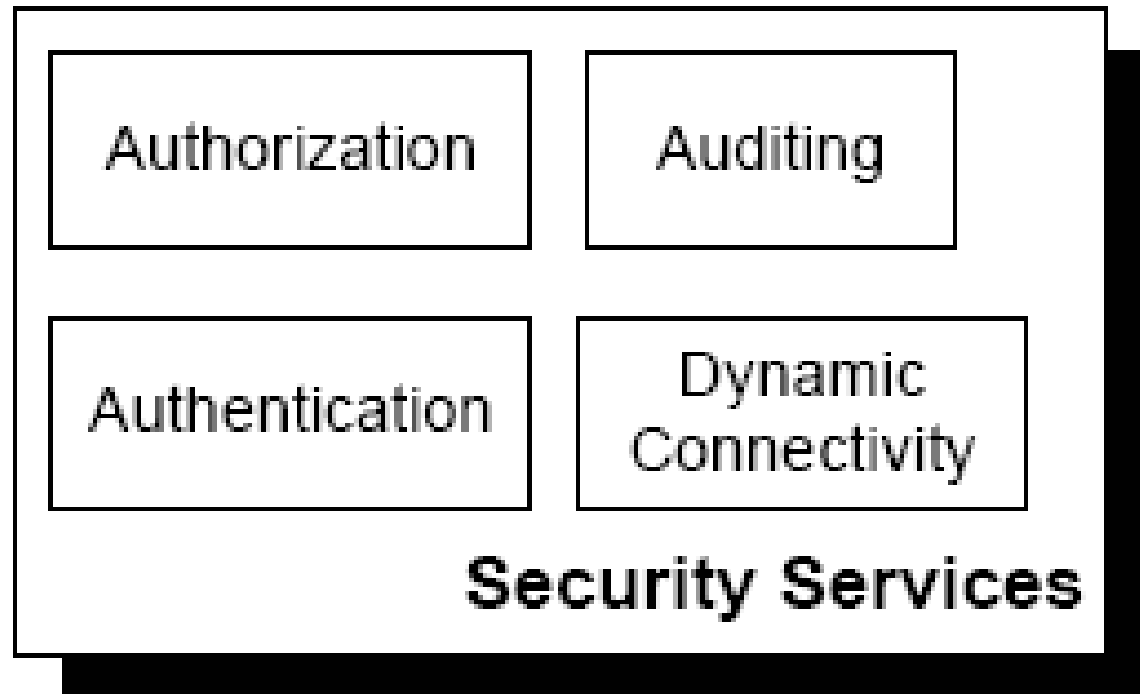 Authorization
Auditing
Authentication
Dynamic
Connectivity
Security Services